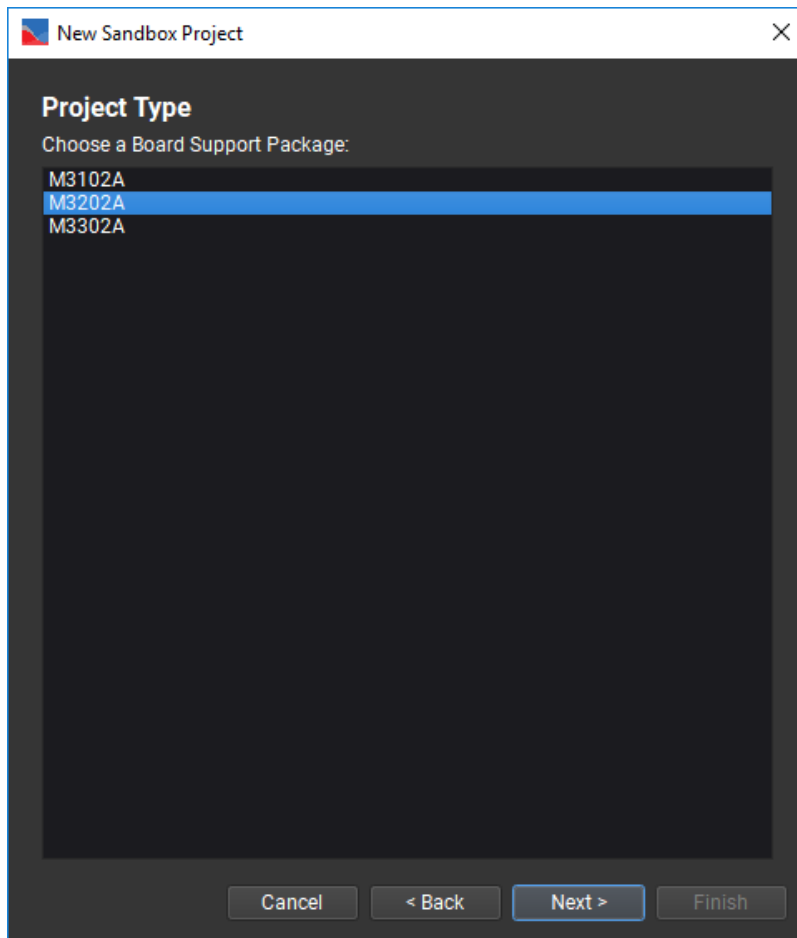 New Sandbox Project
Project Type
Choose a Board Support Package:
M3102A
M3202A
M3302A
Cancel < Back Next > Finish